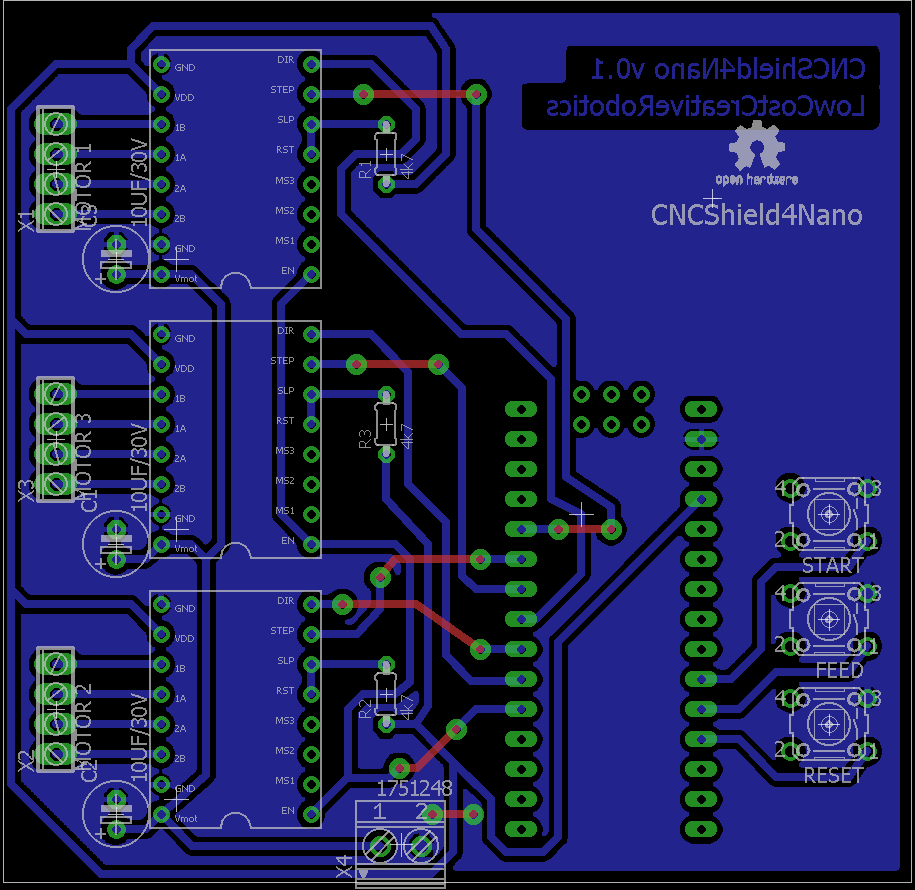 CNCShield4Nano v0.1
LowCostCreativeRobotics
open hardware
CNCShield4Nano
GND
VDD
1B
1A
2A
2B
GND
Vmot
DIR
STEP
SLP
RST
MS3
MS2
MS1
EN
X1
MOTOR 1
10UF/30V
R1
4K7
GND
VDD
1B
1A
2A
2B
GND
Vmot
DIR
STEP
SLP
RST
MS3
MS2
MS1
EN
X3
MOTOR 3
C1
10UF/30V
R3
4K7
GND
VDD
1B
1A
2A
2B
GND
Vmot
DIR
STEP
SLP
RST
MS3
MS2
MS1
EN
X2
MOTOR 2
C2
10UF/30V
R2
4K7
1751248
1 2
X4
4 3
2 1
START
4 3
2 1
FEED
4 3
2 1
RESET